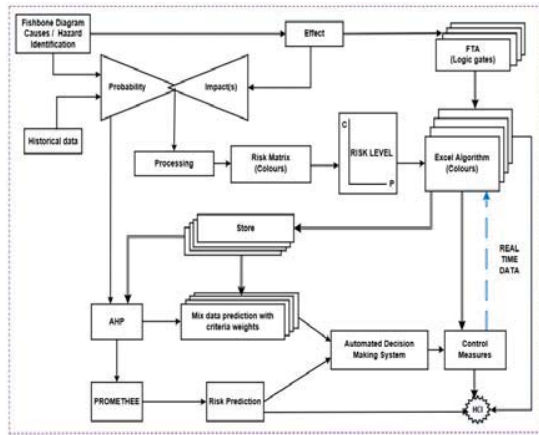 Fishbone Diagram
Causes / Hazard
Identification
Effect
FTA
(Logic gates)
Probability
Impact(s)
Historical data
Processing
Risk Matrix
(Colours)
C
RISK LEVEL
P
Excel Algorithm
(Colours)
Store
REAL
TIME
DATA
AHP
Mix data prediction with
criteria weights
Automated Decision
Making System
Control
Measures
PROMETHEE
Risk Prediction
HCI